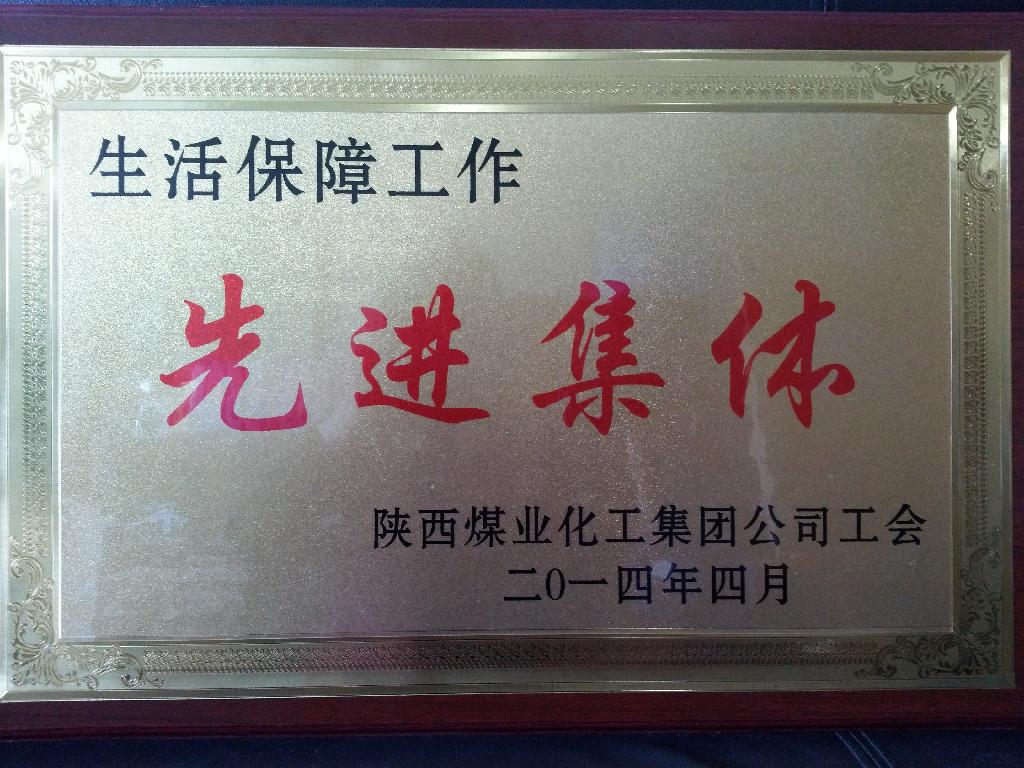 生活保障工作
先进集体
陕西煤业化工集团公司工会
二0一四年四月